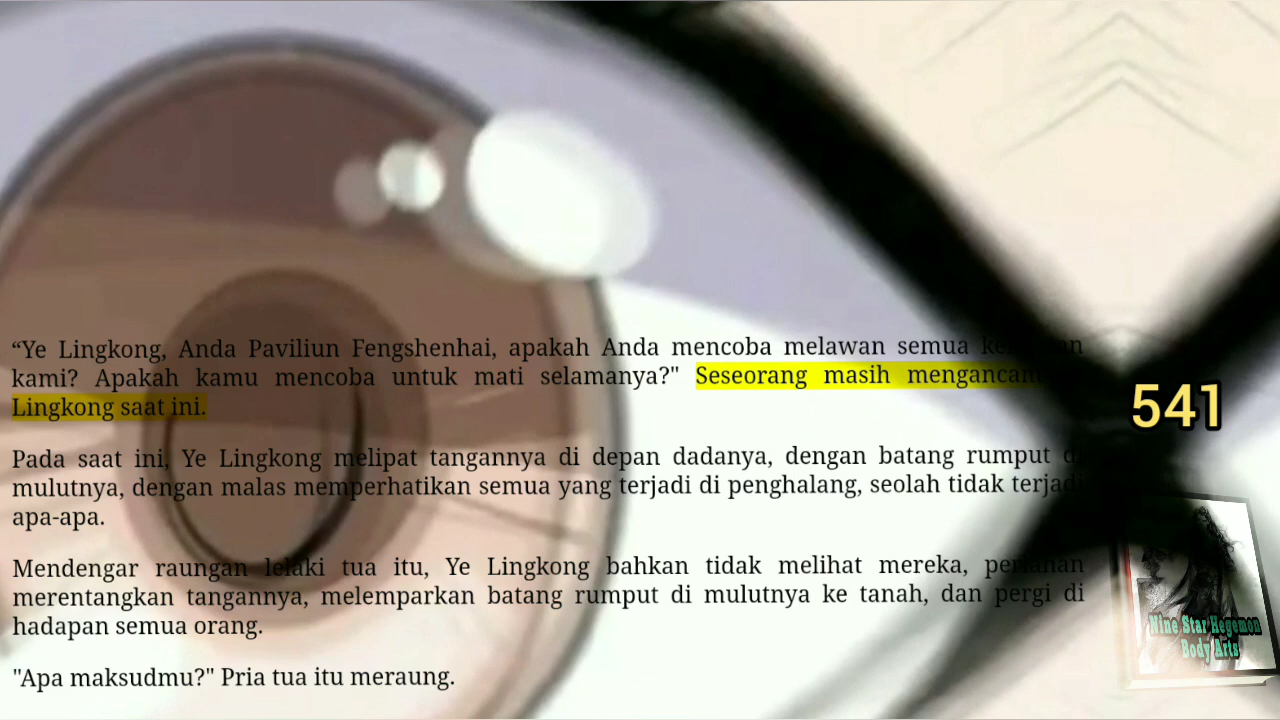 “Ye Lingkong, Anda Paviliun Fengshenhai, apakah Anda mencoba melawan semua
kami? Apakah kamu mencoba untuk mati selamanya?" Seseorang masih mengancam
Lingkong saat ini.
Pada saat ini, Ye Lingkong melipat tangannya di depan dadanya, dengan batang rumput di
mulutnya, dengan malas memperhatikan semua yang terjadi di penghalang, seolah tidak terjadi
apa-apa.
Mendengar raungan lelaki tua itu, Ye Lingkong bahkan tidak melihat mereka, perlahan
merentangkan tangannya, melemparkan batang rumput di mulutnya ke tanah, dan pergi di
hadapan semua orang.
"Apa maksudmu?" Pria tua itu meraung.
541
Nine Star Hegemon
Body Arts